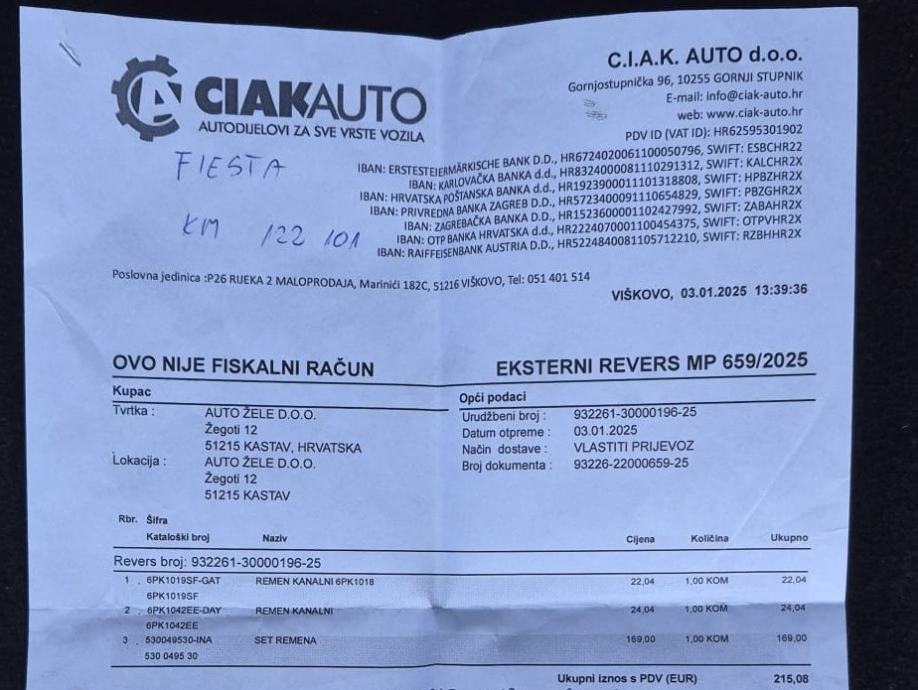 CIAKAUTO
AUTODIJELOVI ZA SVE VRSTE VOZILA
C.I.A.K. AUTO d.o.o.
Gornjostupnička 96, 10255 GORNJI STUPNIK
E-mail: info@ciak-auto.hr
web: www.ciak-auto.hr
PDV ID (VAT ID): HR62595301902
FIESTA
KM 122 101
IBAN: ERSTESTEIERMÄRKISCHE BANK D.D., HR6724020061100050796, SWIFT: ESBCHR22
IBAN: KARLOVAČKA BANKA d.d., HR8324000081110291312, SWIFT: KALCHR2X
IBAN: HRVATSKA POŠTANSKA BANKA d.d., HR1923900011101318808, SWIFT: HPBZHR2X
IBAN: PRIVREDNA BANKA ZAGREB D.D., HR5723400091110654829, SWIFT: PBZGHR2X
IBAN: ZAGREBAČKA BANKA D.D., HR1523600001102427992, SWIFT: ZABAHR2X
IBAN: OTP BANKA HRVATSKA d.d., HR2224070001100454375, SWIFT: OTPVHR2X
IBAN: RAIFFEISENBANK AUSTRIA D.D., HR5224840081105712210, SWIFT: RZBHHR2X
Poslovna jedinica :P26 RIJEKA 2 MALOPRODAJA, Marinići 182C, 51216 VIŠKOVO, Tel: 051 401 514
VIŠKOVO, 03.01.2025 13:39:36
OVO NIJE FISKALNI RAČUN
EKSTERNI REVERS MP 659/2025
Kupac
Tvrtka : AUTO ŽELE D.O.O.
Žegoti 12
51215 KASTAV, HRVATSKA
Lokacija : AUTO ŽELE D.O.O.
Žegoti 12
51215 KASTAV
Opći podaci
Urudžbeni broj : 932261-30000196-25
Datum otpreme : 03.01.2025
Način dostave : VLASTITI PRIJEVOZ
Broj dokumenta : 93226-22000659-25
Rbr. Šifra
Kataloški broj Naziv Cijena Količina Ukupno
Revers broj: 932261-30000196-25
1 . 6PK1019SF-GAT REMEN KANALNI 6PK1018 22,04 1,00 KOM 22,04
6PK1019SF
2 . 6PK1042EE-DAY REMEN KANALNI 24,04 1,00 KOM 24,04
6PK1042EE
3 . 530049530-INA SET REMENA 169,00 1,00 KOM 169,00
530 0495 30
Ukupni iznos s PDV (EUR) 215,08